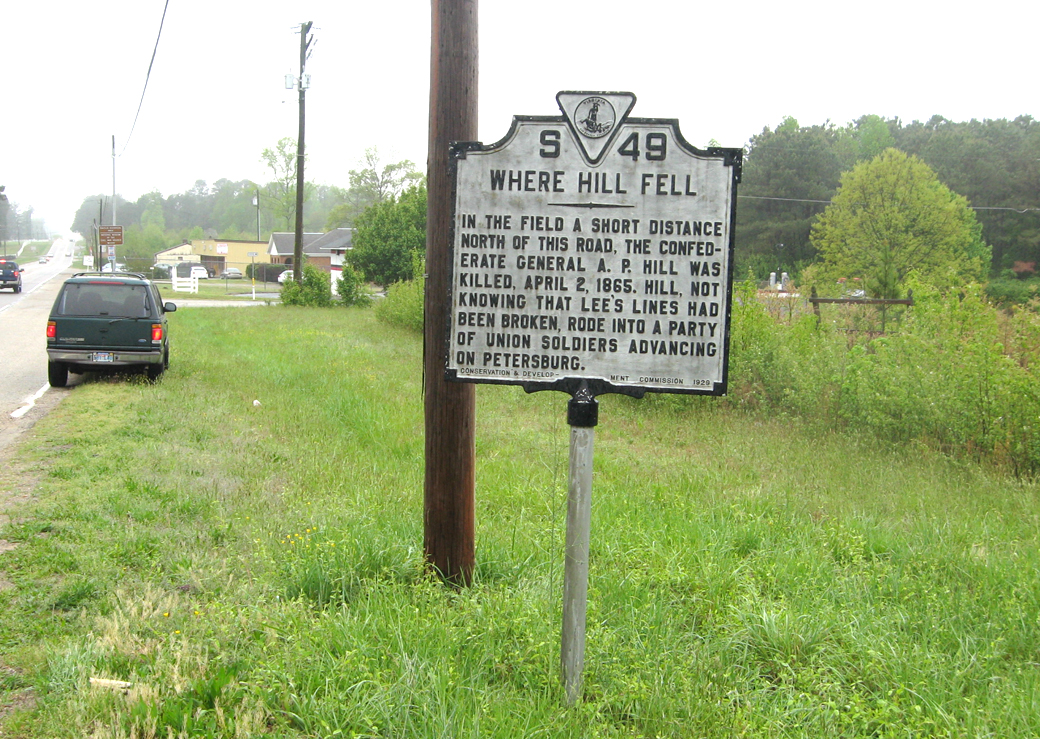 VIRGINIA
S 49
WHERE HILL FELL
IN THE FIELD A SHORT DISTANCE
NORTH OF THIS ROAD, THE CONFED-
ERATE GENERAL A. P. HILL WAS
KILLED, APRIL 2, 1865. HILL, NOT
KNOWING THAT LEE'S LINES HAD
BEEN BROKEN, RODE INTO A PARTY
OF UNION SOLDIERS ADVANCING
ON PETERSBURG.
CONSERVATION & DEVELOP- MENT COMMISSION 1929